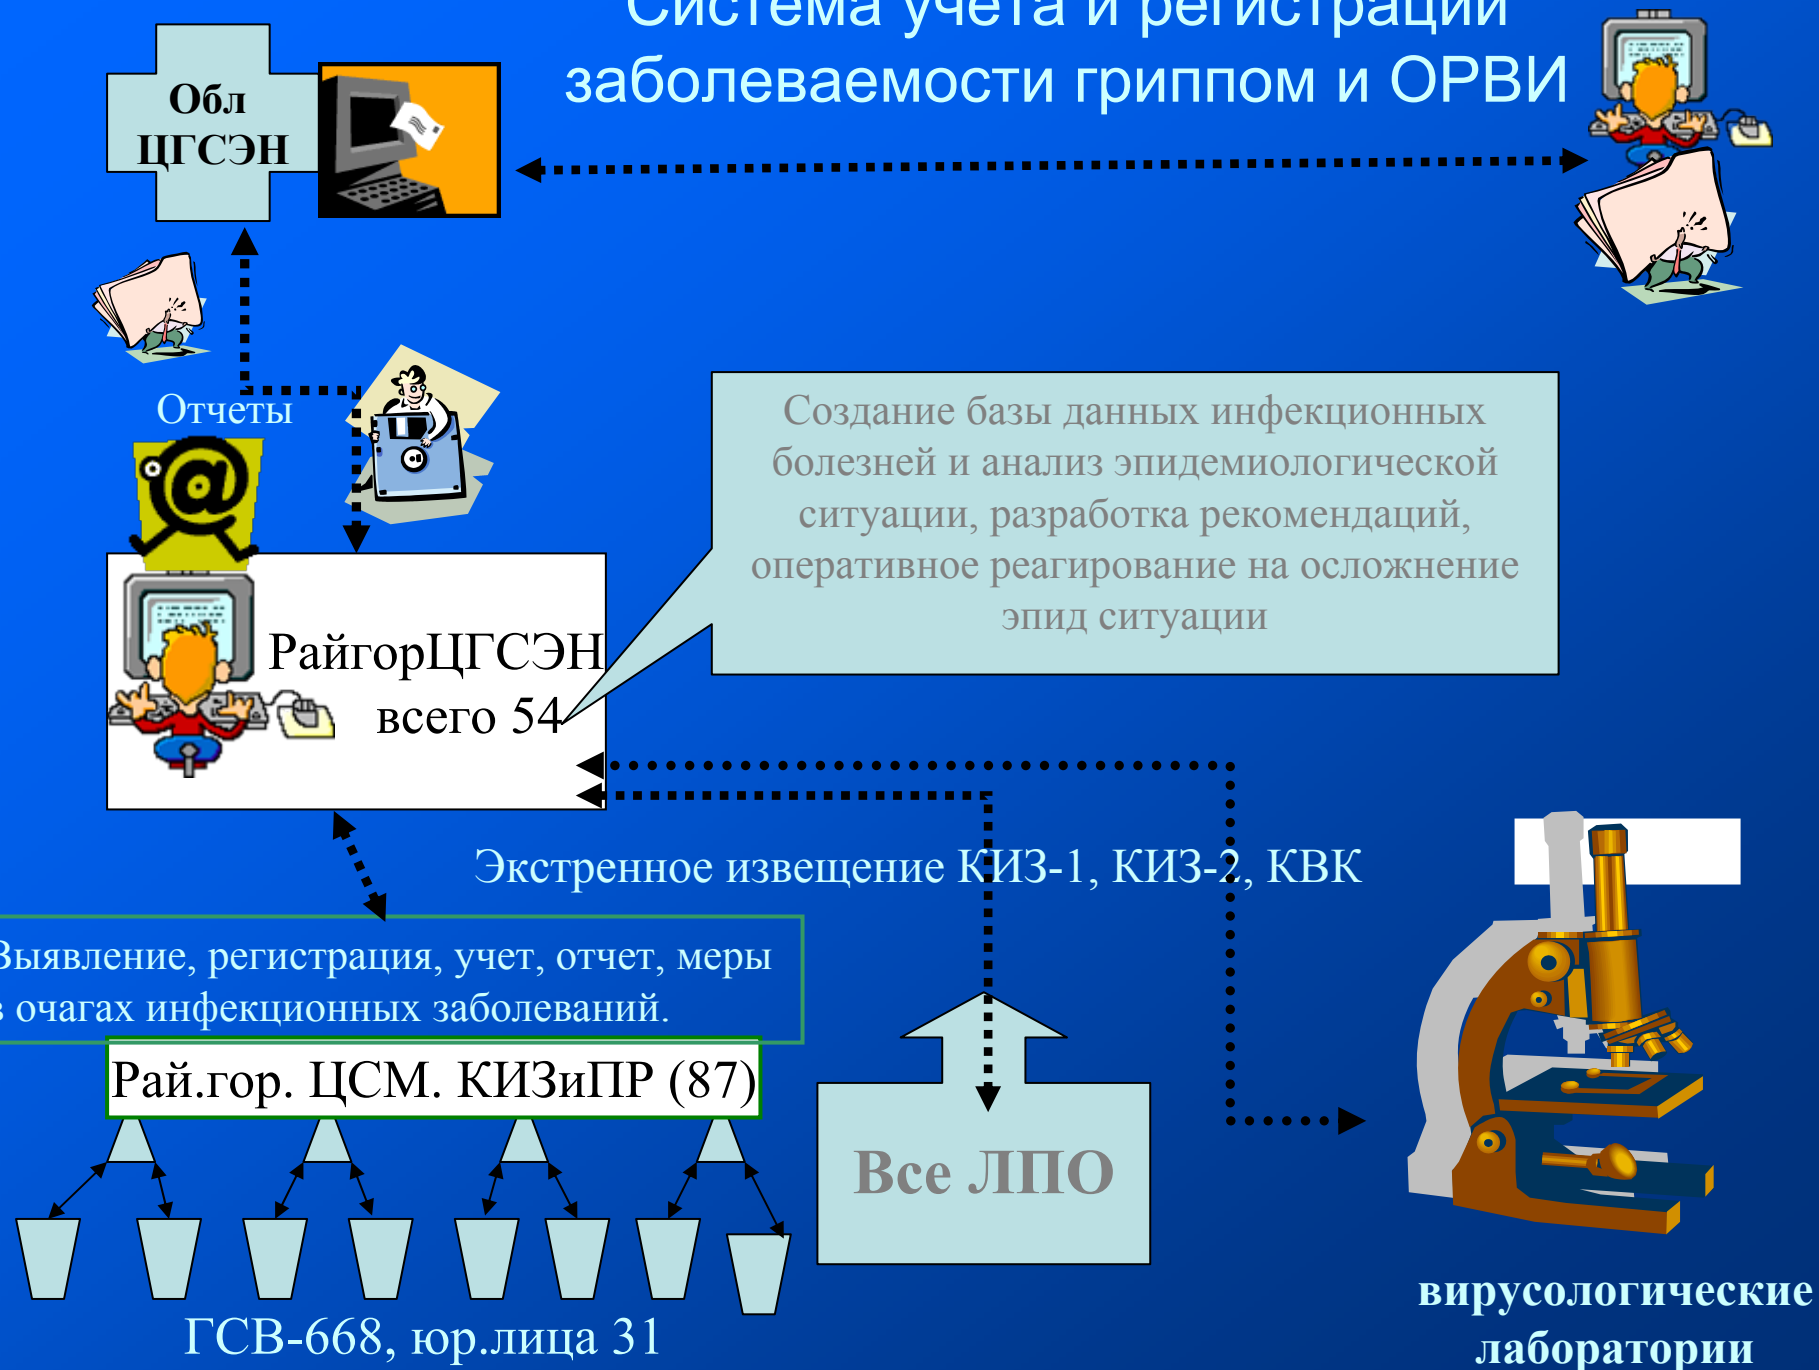 Система учета и регистрации
заболеваемости гриппом и ОРВИ
Обл
ЦГСЭН
Отчеты
Создание базы данных инфекционных
болезней и анализ эпидемиологической
ситуации, разработка рекомендаций,
оперативное реагирование на осложнение
эпид ситуации
РайгорЦГСЭН
всего 54
Экстренное извещение КИЗ-1, КИЗ-2, КВК
Выявление, регистрация, учет, отчет, меры
в очагах инфекционных заболеваний.
Рай.гор. ЦСМ. КИЗиПР (87)
Все ЛПО
ГСВ-668, юр.лица 31
вирусологические
лаборатории